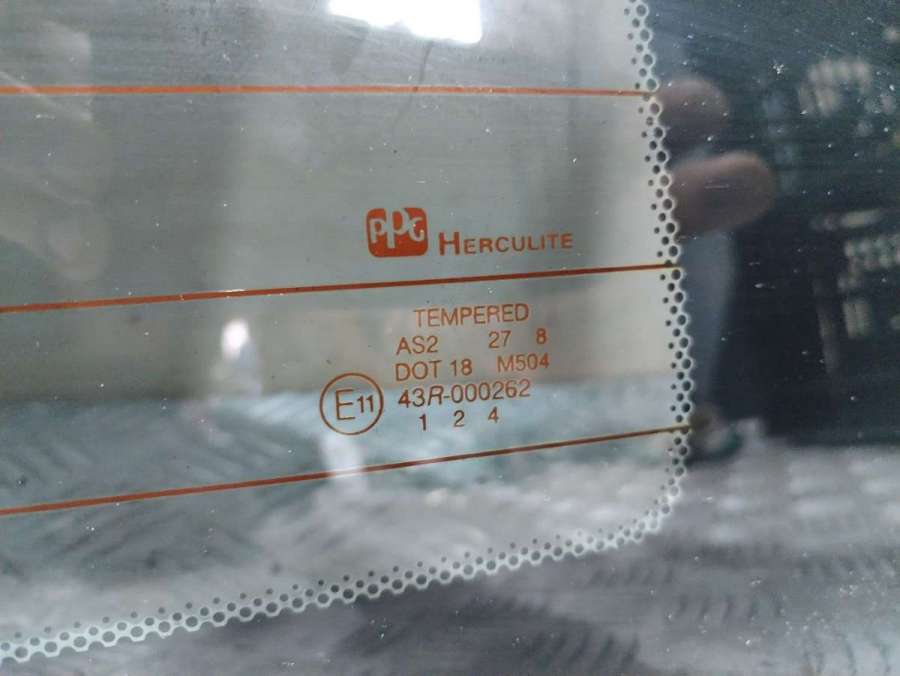 PPG HERCULITE
TEMPERED
AS2 27 8
DOT 18 M504
E11 43R-000262
1 2 4